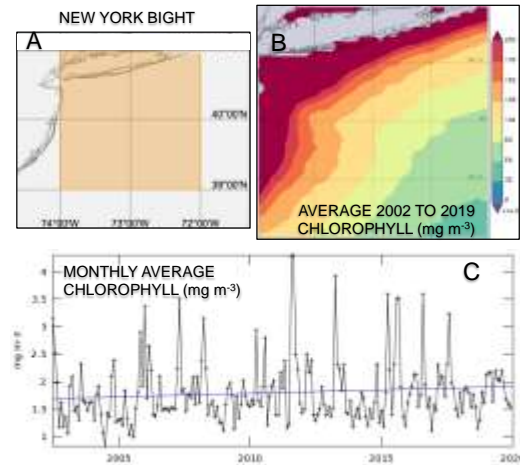 NEW YORK BIGHT
A
40°00'N
39°00'N
74°00'W
73°00'W
72°00'W
B
AVERAGE 2002 TO 2019
CHLOROPHYLL (mg m-3)
MONTHLY AVERAGE
CHLOROPHYLL (mg m-3)
C
4
3.5
3
2.5
2
1.5
1
2005
2010
2015
2020